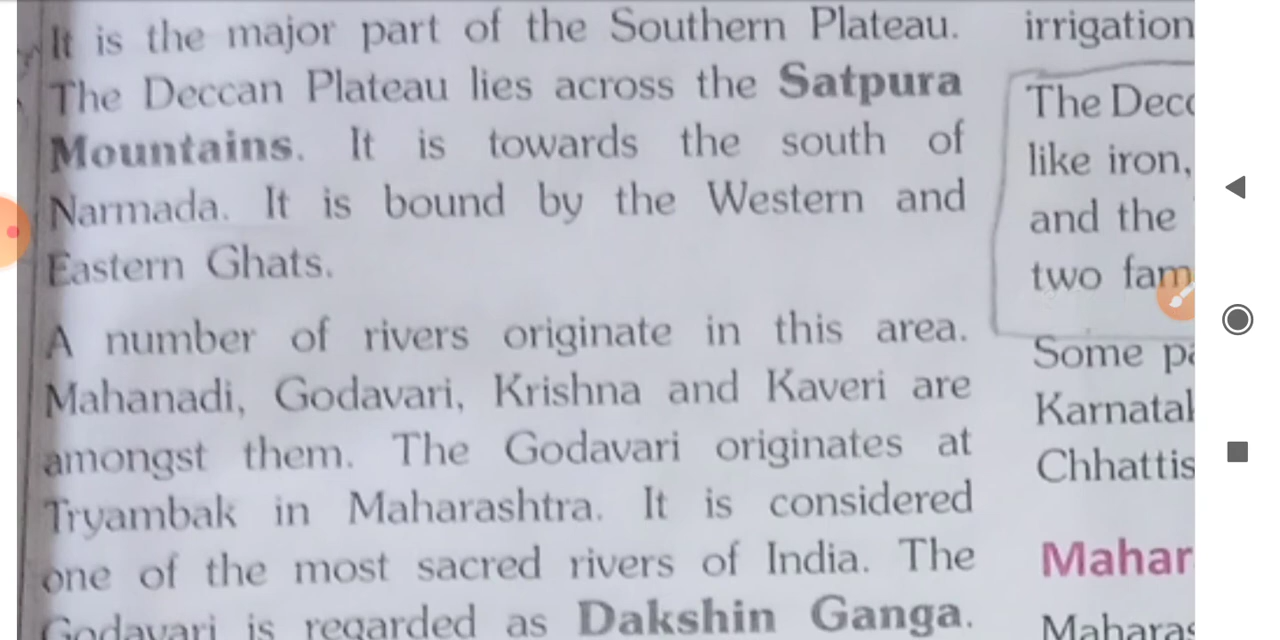 It is the major part of the Southern Plateau.
The Deccan Plateau lies across the Satpura
Mountains. It is towards the south of
Narmada. It is bound by the Western and
Eastern Ghats.
A number of rivers originate in this area.
Mahanadi, Godavari, Krishna and Kaveri are
amongst them. The Godavari originates at
Tryambak in Maharashtra. It is considered
one of the most sacred rivers of India. The
Godavari is regarded as Dakshin Ganga.
irrigation
The Decc
like iron,
and the
two fam
Some pa
Karnatak
Chhattis
Mahar
Maharas